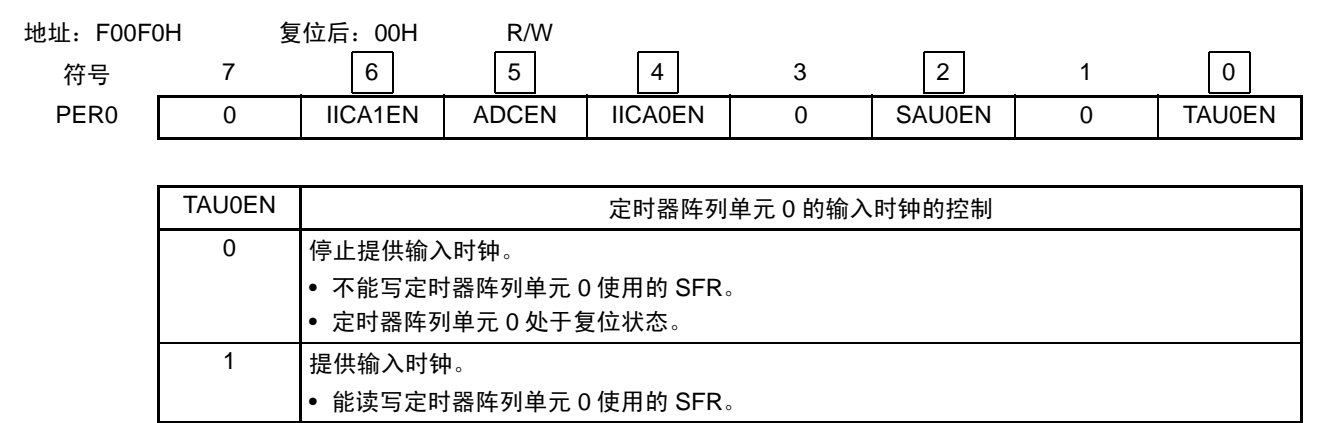 地址：F00F0H 复位后：00H R/W
符号 7 6 5 4 3 2 1 0
PER0 0 IICA1EN ADCEN IICA0EN 0 SAU0EN 0 TAU0EN
TAU0EN 定时器阵列单元 0 的输入时钟的控制
0 停止提供输入时钟。
• 不能写定时器阵列单元 0 使用的 SFR。
• 定时器阵列单元 0 处于复位状态。
1 提供输入时钟。
• 能读写定时器阵列单元 0 使用的 SFR。